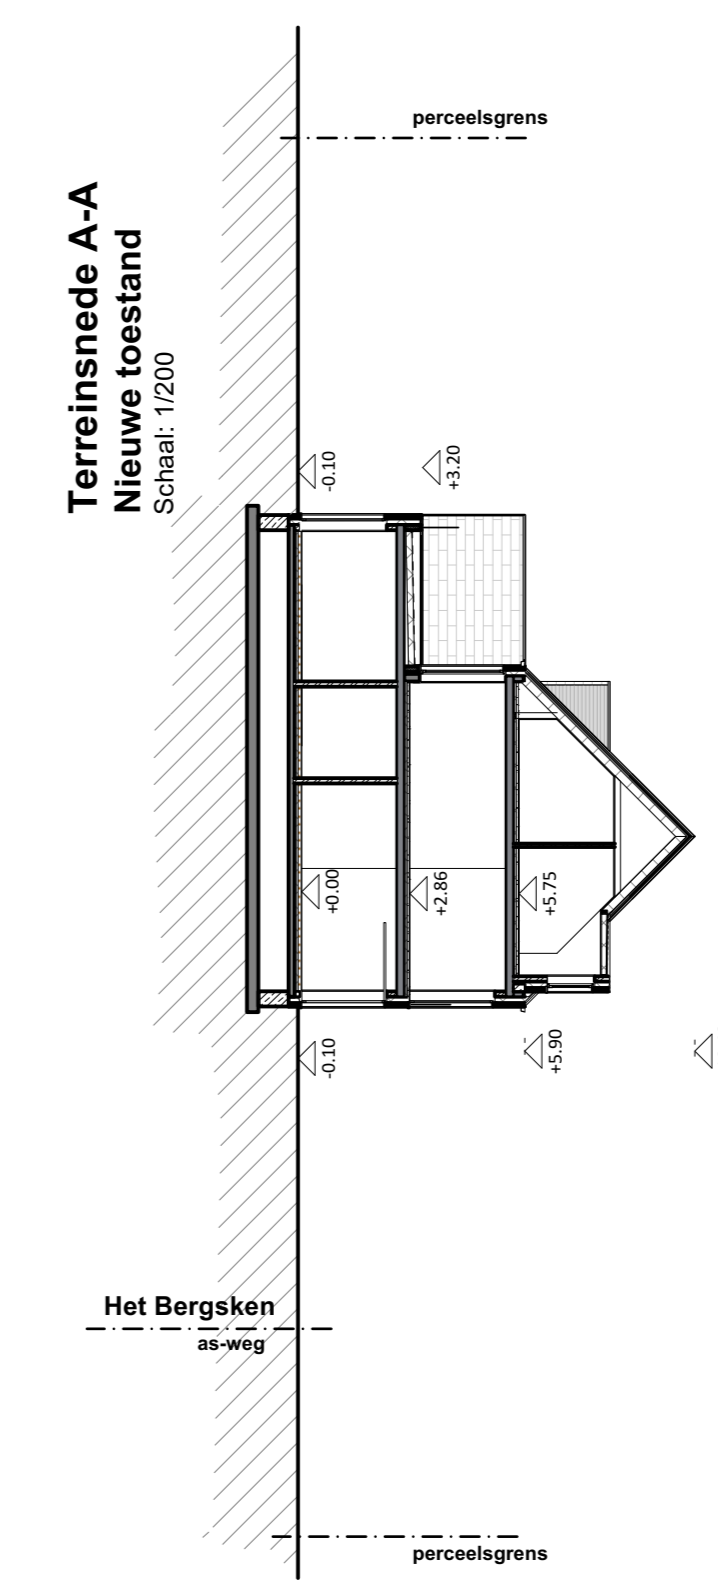 Terreinsnede A-A
Nieuwe toestand
Schaal: 1/200
perceelsgrens
-0.10
+3.20
+0.00
+2.86
+5.75
-0.10
+5.90
Het Bergsken
as-weg
perceelsgrens